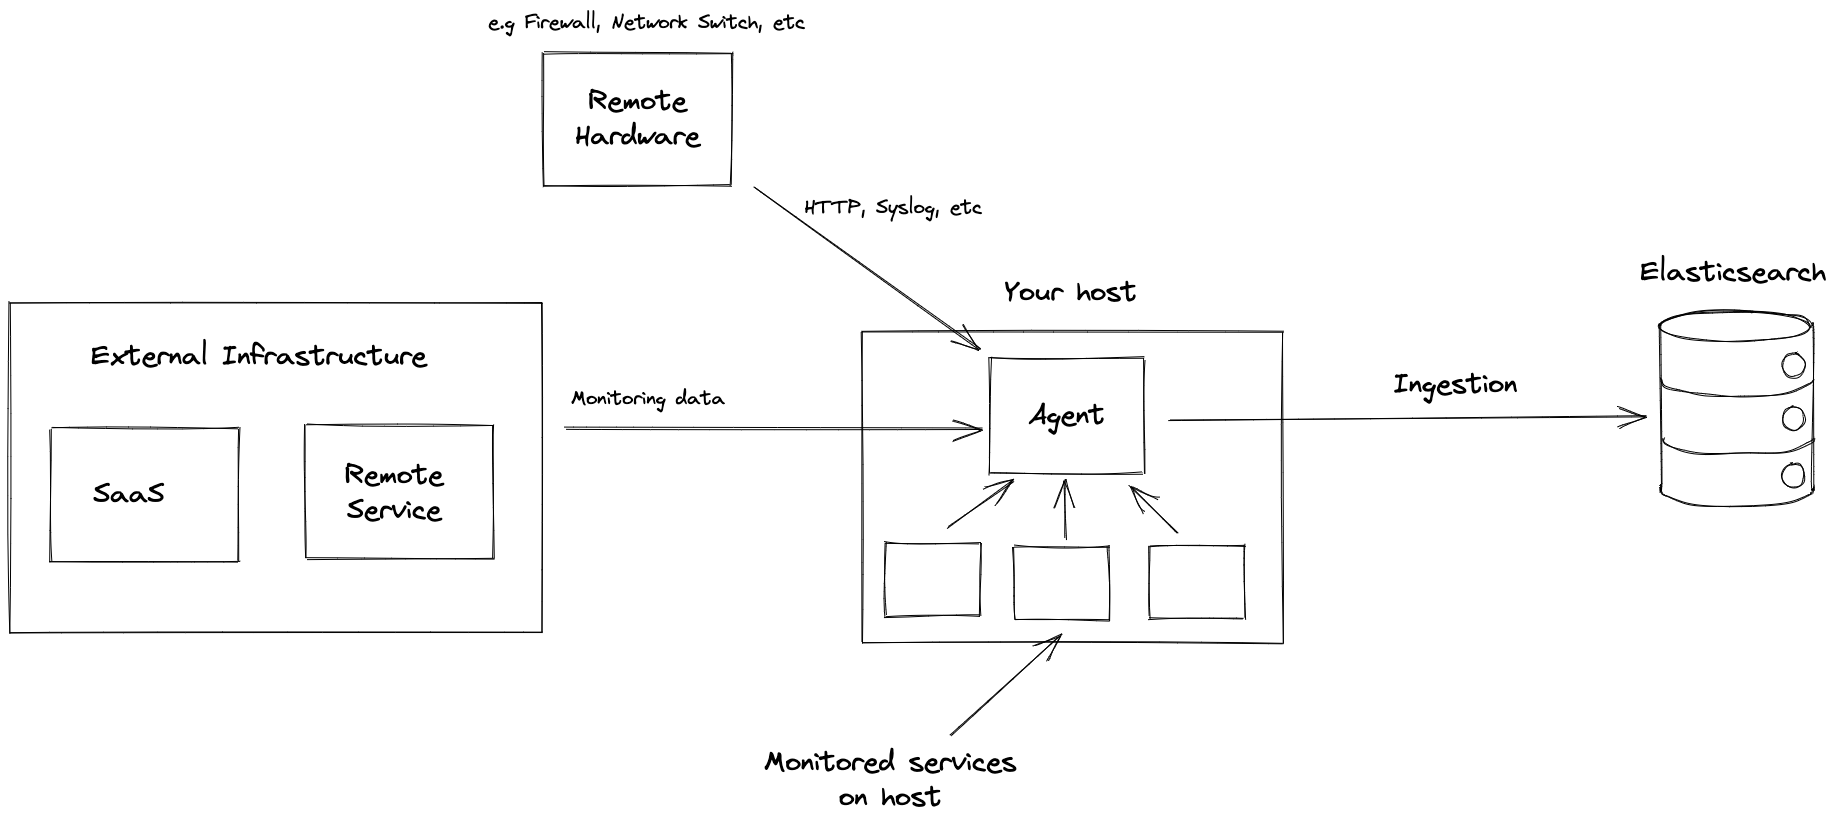 e.g Firewall, Network Switch, etc
Remote
Hardware
HTTP, Syslog, etc
Elasticsearch
Your host
External Infrastructure
Monitoring data
Agent
Ingestion
SaaS
Remote
Service
Monitored services
on host